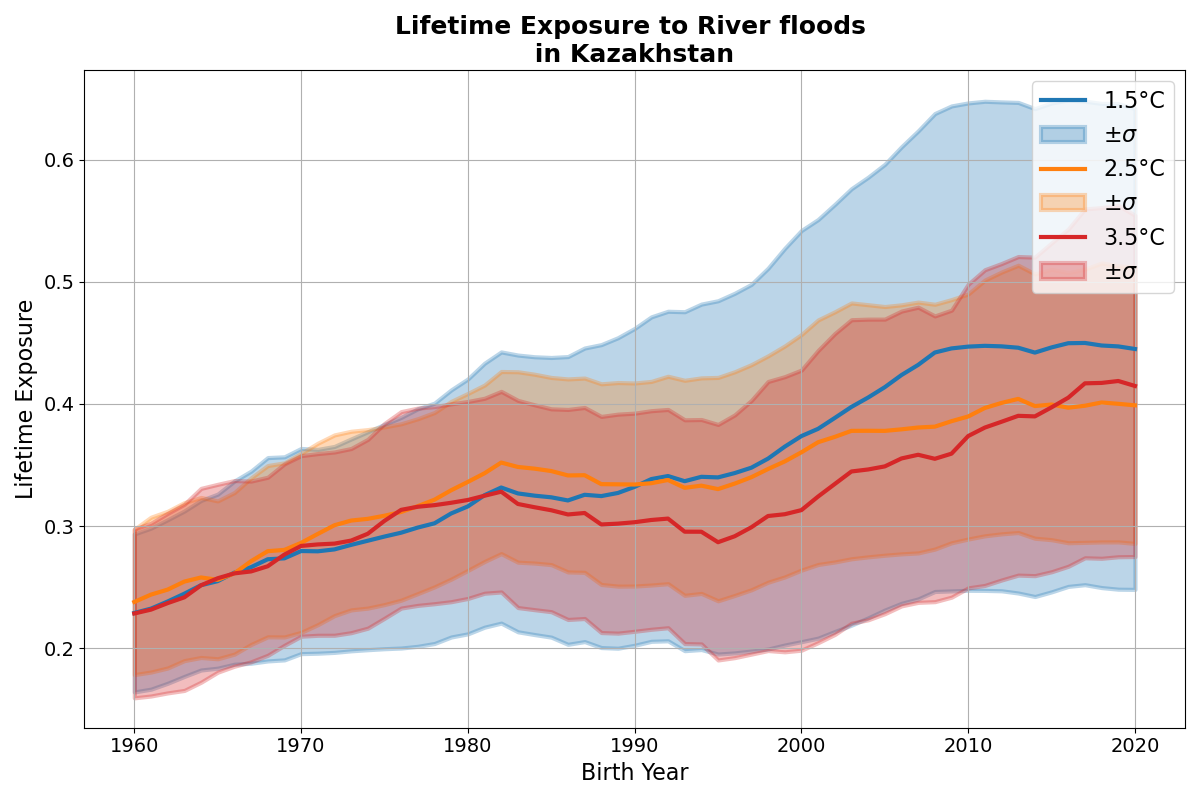 Lifetime Exposure to River floods
in Kazakhstan
1.5°C
±σ
2.5°C
±σ
3.5°C
±σ
Lifetime Exposure
0.6
0.5
0.4
0.3
0.2
1960 1970 1980 1990 2000 2010 2020
Birth Year